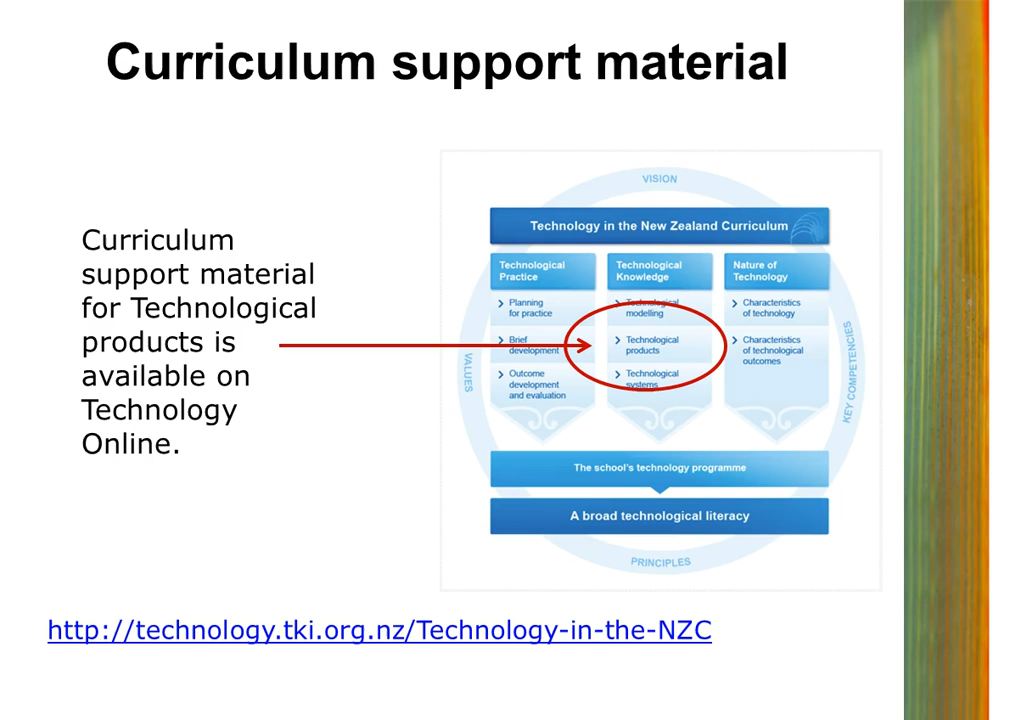 Curriculum support material
Curriculum
support material
for Technological
products is
available on
Technology
Online.
VISION
Technology in the New Zealand Curriculum
Technological
Practice
Planning
for practice
Brief
development
Outcome
development
and evaluation
Technological
Knowledge
Technological
modelling
Technological
products
Technological
systems
Nature of
Technology
Characteristics
of technology
Characteristics
of technological
outcomes
VALUES
KEY COMPETENCIES
The school's technology programme
A broad technological literacy
PRINCIPLES
http://technology.tki.org.nz/Technology-in-the-NZC